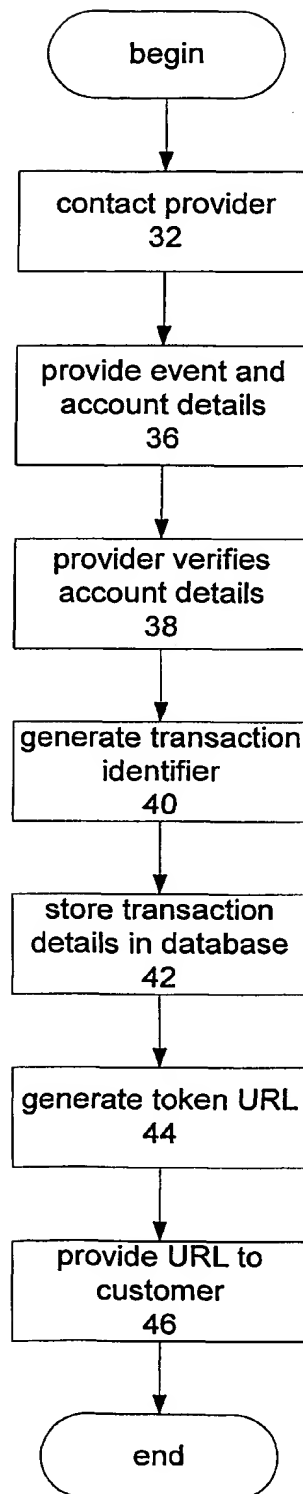 begin
contact provider
32
provide event and
account details
36
provider verifies
account details
38
generate transaction
identifier
40
store transaction
details in database
42
generate token URL
44
provide URL to
customer
46
end